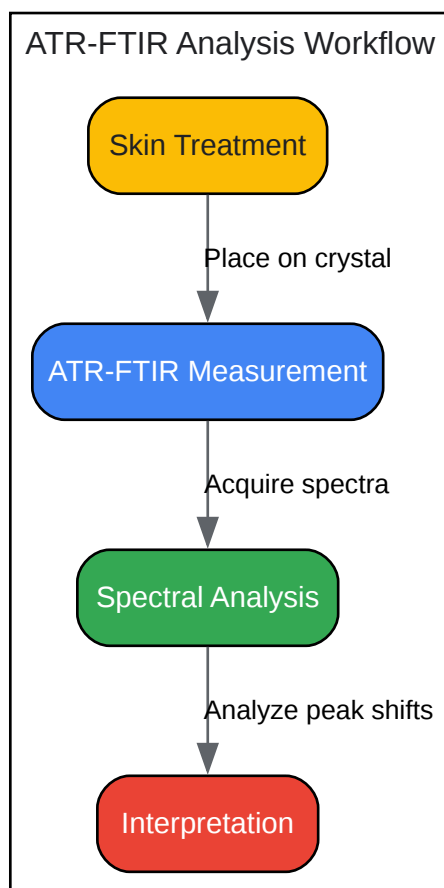 ATR-FTIR Analysis Workflow
Skin Treatment
Place on crystal
ATR-FTIR Measurement
Acquire spectra
Spectral Analysis
Analyze peak shifts
Interpretation